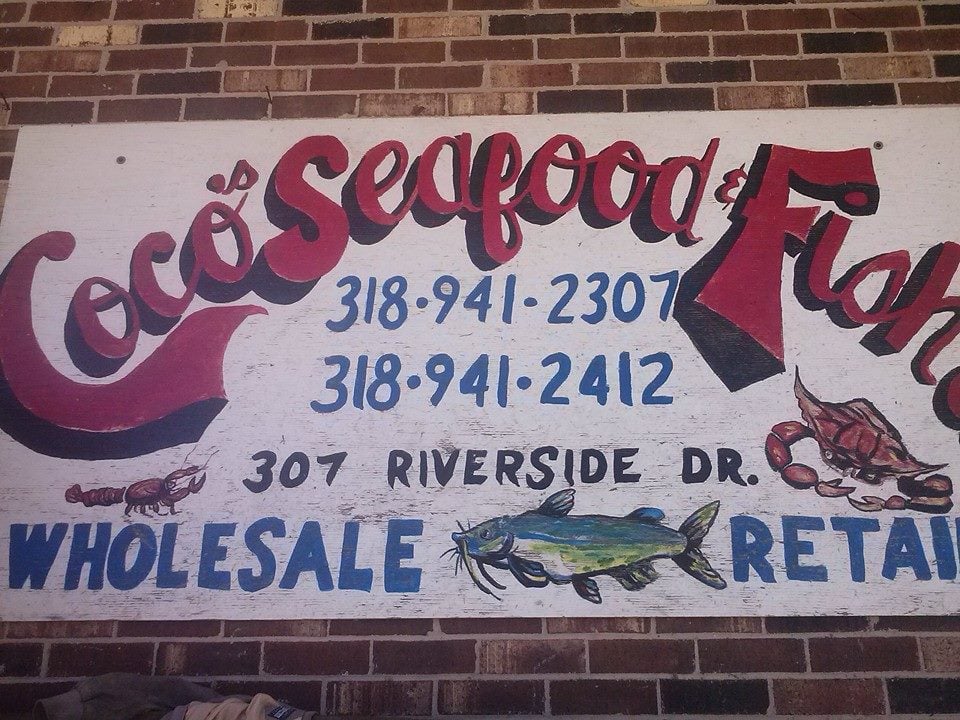 Coco's Seafood & Fish
318·941·2307
318·941·2412
307 RIVERSIDE DR.
WHOLESALE RETAIL